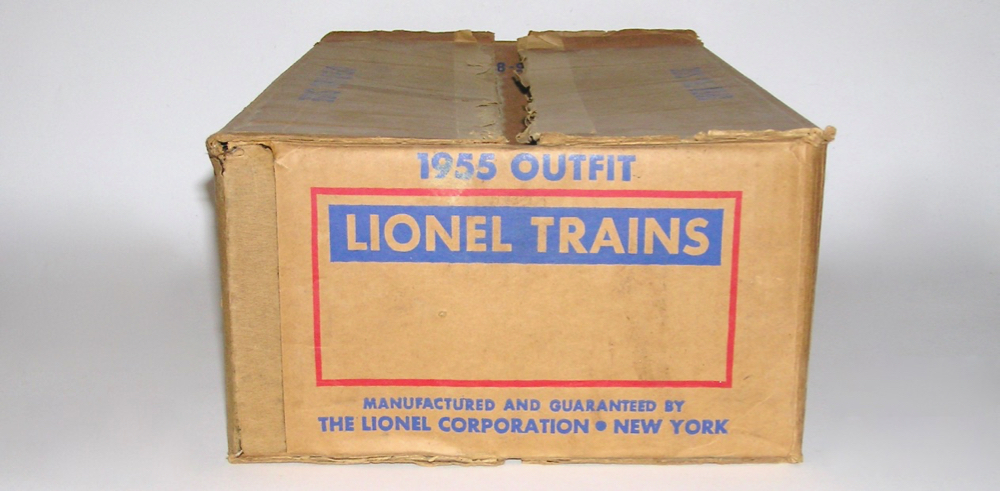 1955 OUTFIT
LIONEL TRAINS
MANUFACTURED AND GUARANTEED BY
THE LIONEL CORPORATION • NEW YORK